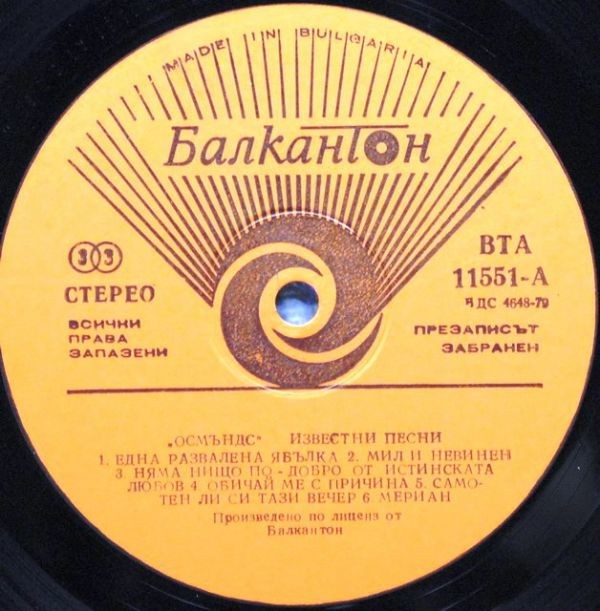 MADE IN BULGARIA
БалканТон
33
СТЕРЕО
ВСИЧКИ
ПРАВА
ЗАПАЗЕНИ
ВТА
11551-А
ЯДС 4648-79
ПРЕЗАПИСЪТ
ЗАБРАНЕН
„ОСМЪНДС“ ИЗВЕСТНИ ПЕСНИ
1. ЕДНА РАЗВАЛЕНА ЯБЪЛКА 2. МИЛ И НЕВИНЕН
3. НЯМА НИЩО ПО-ДОБРО ОТ ИСТИНСКАТА
ЛЮБОВ 4. ОБИЧАЙ МЕ С ПРИЧИНА 5. САМО-
ТЕН ЛИ СИ ТАЗИ ВЕЧЕР 6. МЕРИАН
Произведено по лиценз от
Балкантон